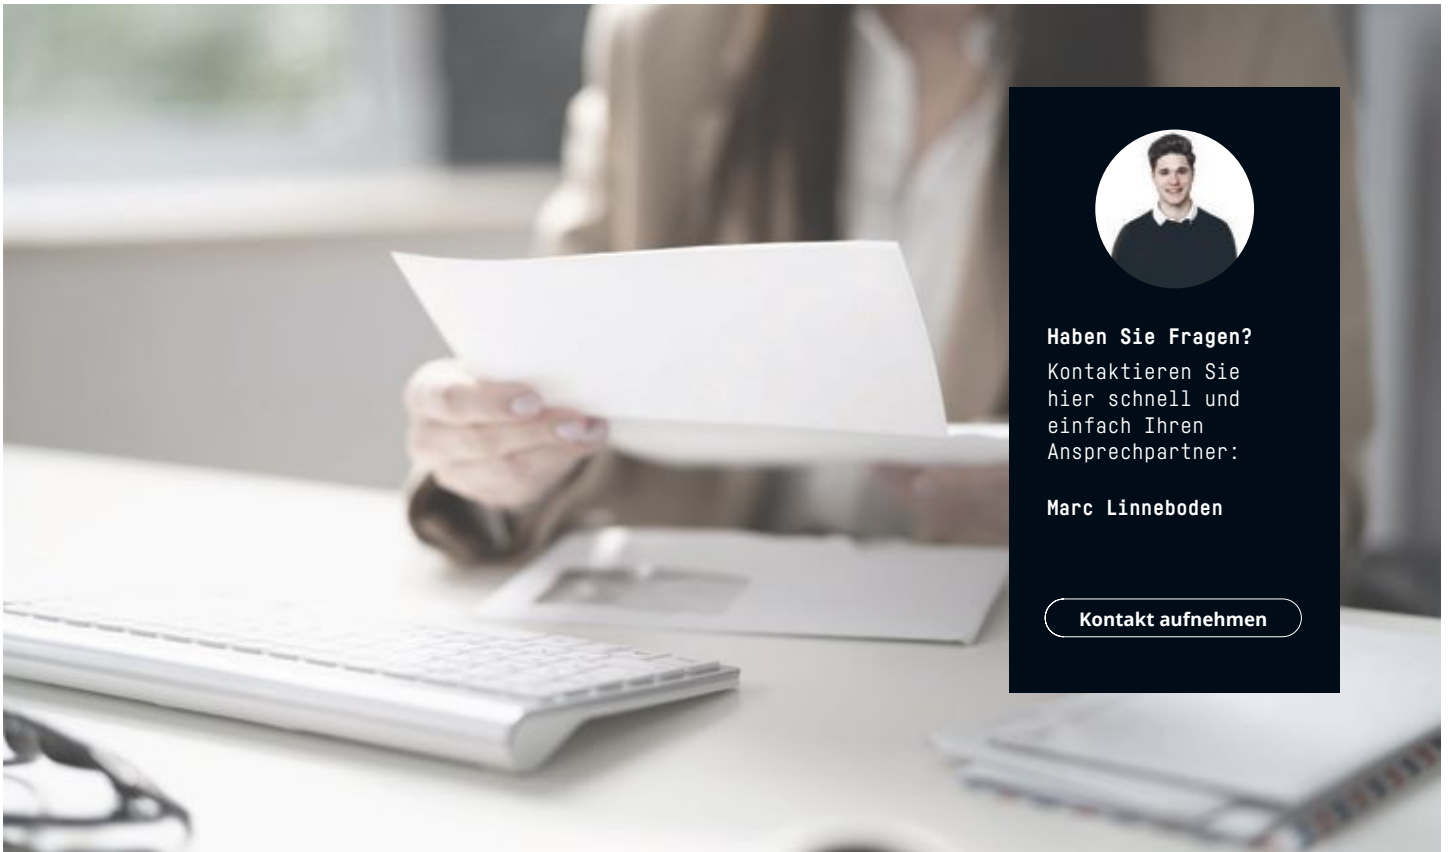 Haben Sie Fragen?
Kontaktieren Sie
hier schnell und
einfach Ihren
Ansprechpartner:
Marc Linneboden
Kontakt aufnehmen